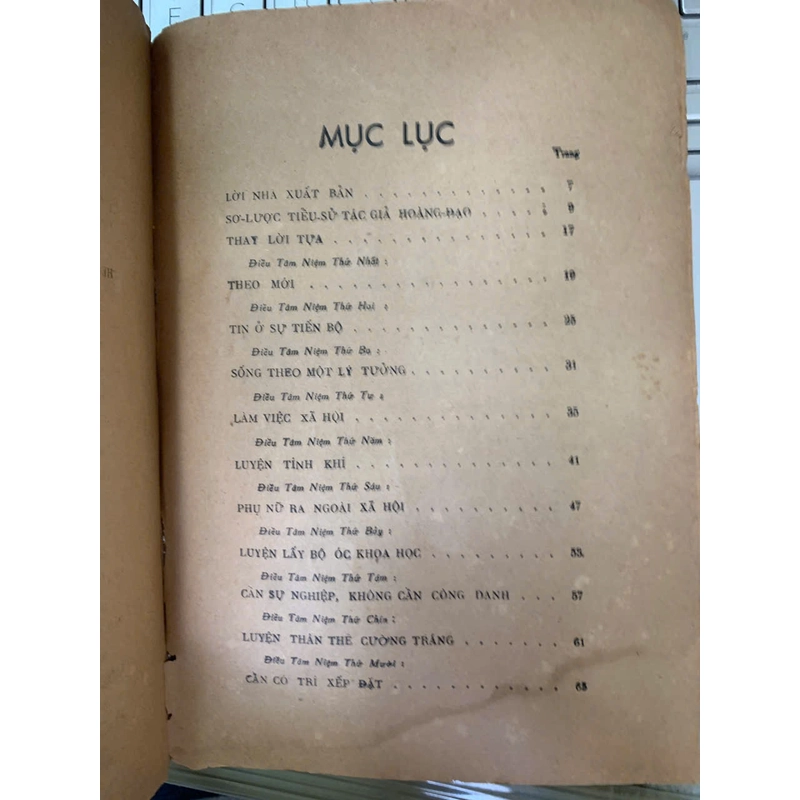 MỤC LỤC
Trang
LỜI NHÀ XUẤT BẢN . . . . . . . . . . . . . 7
SƠ-LƯỢC TIỂU-SỬ TÁC GIẢ HOÀNG-ĐẠO . . . . . 9
THAY LỜI TỰA . . . . . . . . . . . . . . . 17
Điều Tâm Niệm Thứ Nhất :
THEO MỚI . . . . . . . . . . . . . . . . . 19
Điều Tâm Niệm Thứ Hai :
TIN Ở SỰ TIẾN BỘ . . . . . . . . . . . . . 25
Điều Tâm Niệm Thứ Ba :
SỐNG THEO MỘT LÝ TƯỞNG . . . . . . . . . . 31
Điều Tâm Niệm Thứ Tư :
LÀM VIỆC XÃ HỘI . . . . . . . . . . . . . 35
Điều Tâm Niệm Thứ Năm :
LUYỆN TÍNH KHÍ . . . . . . . . . . . . . 41
Điều Tâm Niệm Thứ Sáu :
PHỤ NỮ RA NGOÀI XÃ HỘI . . . . . . . . . . 47
Điều Tâm Niệm Thứ Bảy :
LUYỆN LẤY BỘ ÓC KHOA HỌC . . . . . . . . . 53.
Điều Tâm Niệm Thứ Tám :
CẦN SỰ NGHIỆP, KHÔNG CẦN CÔNG DANH . . . 57
Điều Tâm Niệm Thứ Chín :
LUYỆN THÂN THỂ CƯỜNG TRÁNG . . . . . . . 61
Điều Tâm Niệm Thứ Mười :
CẦN CÓ TRÍ XẾP ĐẶT . . . . . . . . . . . . 65